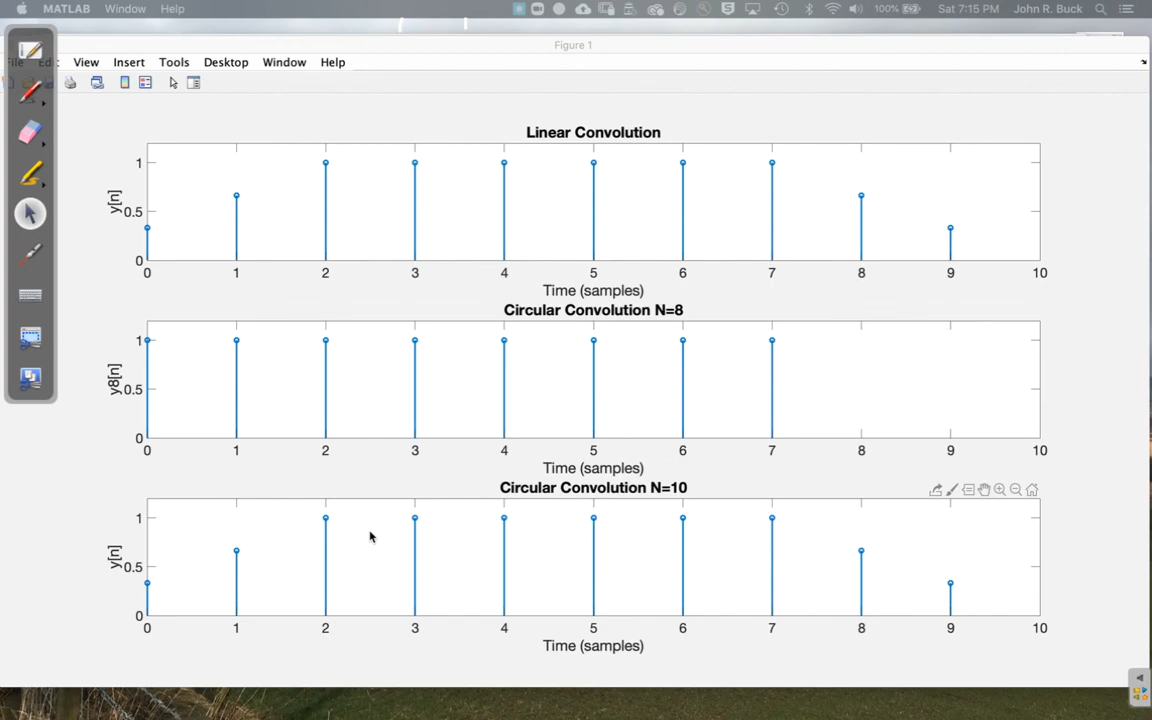 MATLAB Window Help 100% Sat 7:15 PM John R. Buck
Figure 1
File Edit View Insert Tools Desktop Window Help
Linear Convolution
1
0.5
0
y[n]
0 1 2 3 4 5 6 7 8 9 10
Time (samples)
Circular Convolution N=8
1
0.5
0
y8[n]
0 1 2 3 4 5 6 7 8 9 10
Time (samples)
Circular Convolution N=10
1
0.5
0
y[n]
0 1 2 3 4 5 6 7 8 9 10
Time (samples)